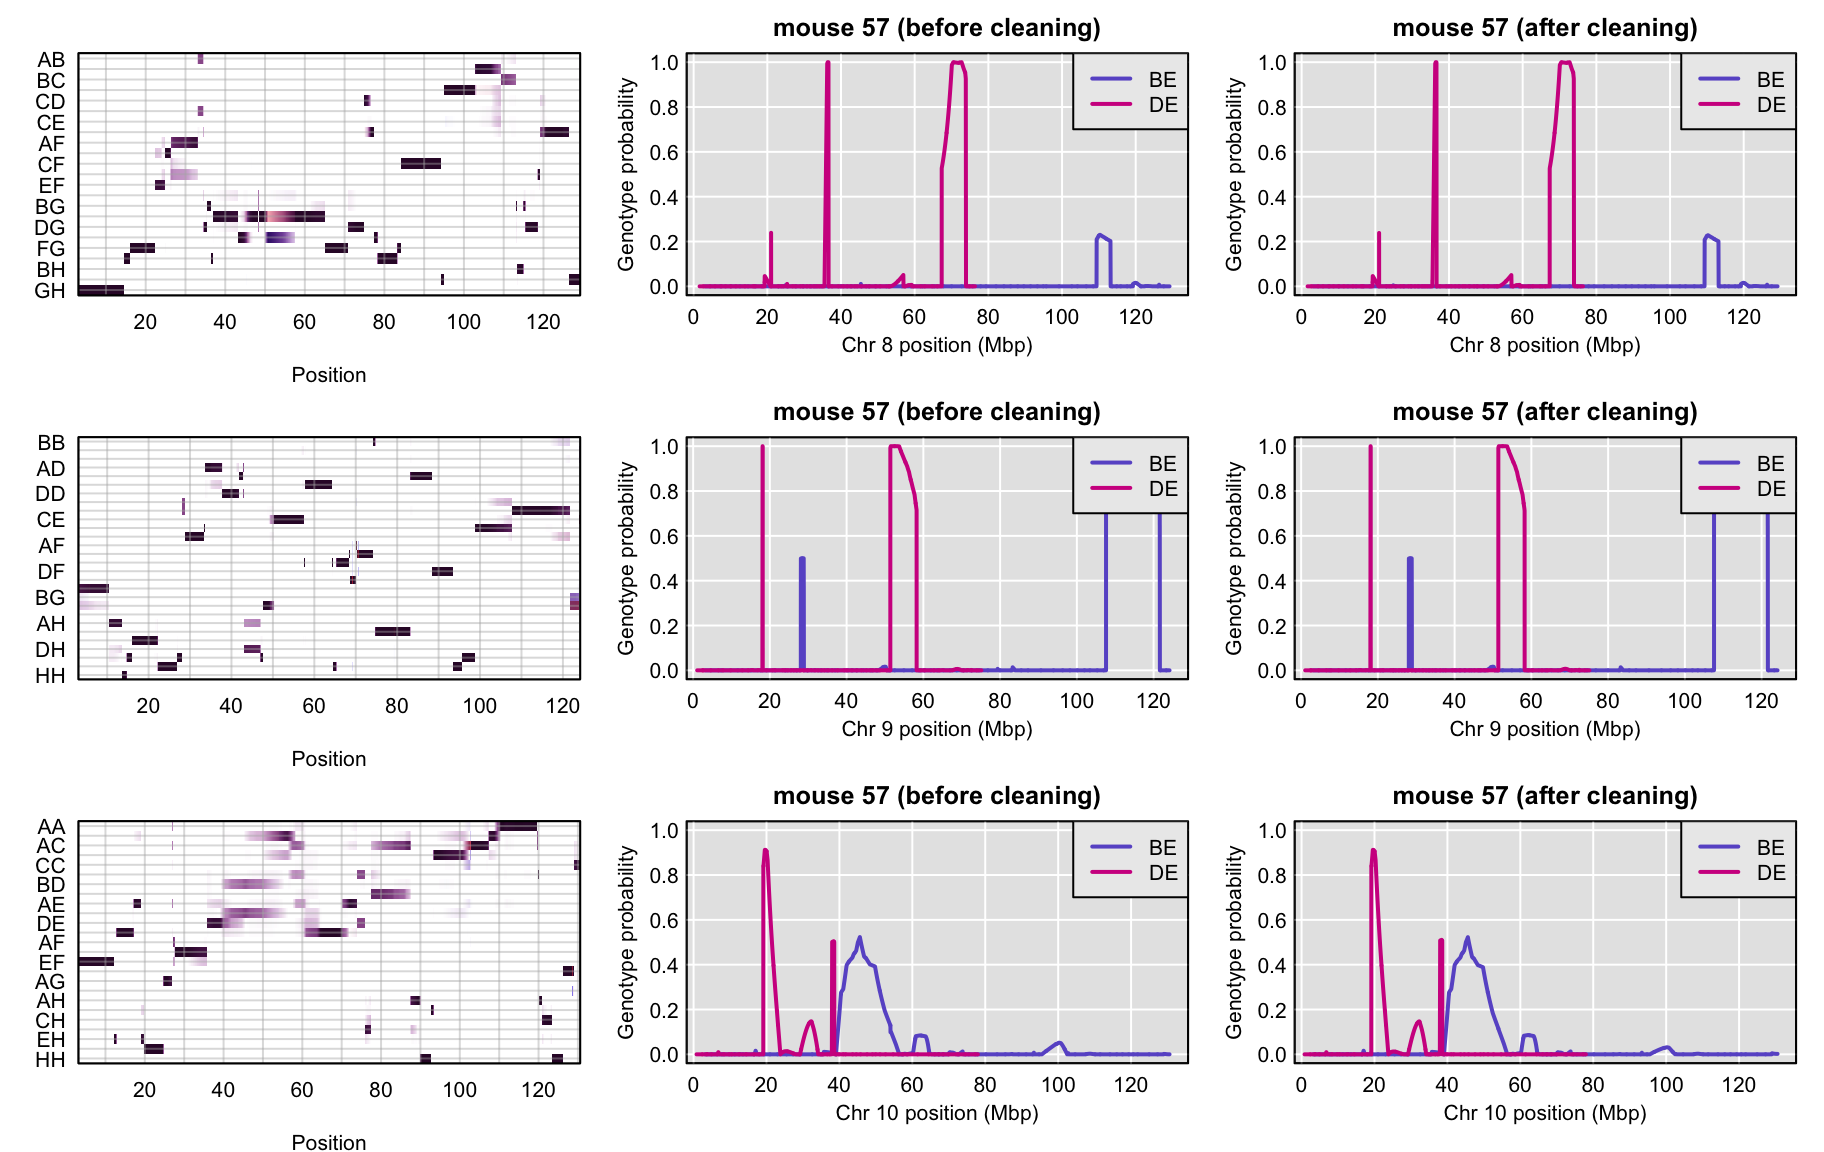 mouse 57 (before cleaning)
mouse 57 (after cleaning)
AB
BC
CD
CE
AF
CF
EF
BG
DG
FG
BH
GH
20 40 60 80 100 120
Position
Genotype probability
1.0
0.8
0.6
0.4
0.2
0.0
BE
DE
0 20 40 60 80 100 120
Chr 8 position (Mbp)
Genotype probability
1.0
0.8
0.6
0.4
0.2
0.0
BE
DE
0 20 40 60 80 100 120
Chr 8 position (Mbp)
mouse 57 (before cleaning)
mouse 57 (after cleaning)
BB
AD
DD
CE
AF
DF
BG
AH
DH
HH
20 40 60 80 100 120
Position
Genotype probability
1.0
0.8
0.6
0.4
0.2
0.0
BE
DE
0 20 40 60 80 100 120
Chr 9 position (Mbp)
Genotype probability
1.0
0.8
0.6
0.4
0.2
0.0
BE
DE
0 20 40 60 80 100 120
Chr 9 position (Mbp)
mouse 57 (before cleaning)
mouse 57 (after cleaning)
AA
AC
CC
BD
AE
DE
AF
EF
AG
AH
CH
EH
HH
20 40 60 80 100 120
Position
Genotype probability
1.0
0.8
0.6
0.4
0.2
0.0
BE
DE
0 20 40 60 80 100 120
Chr 10 position (Mbp)
Genotype probability
1.0
0.8
0.6
0.4
0.2
0.0
BE
DE
0 20 40 60 80 100 120
Chr 10 position (Mbp)